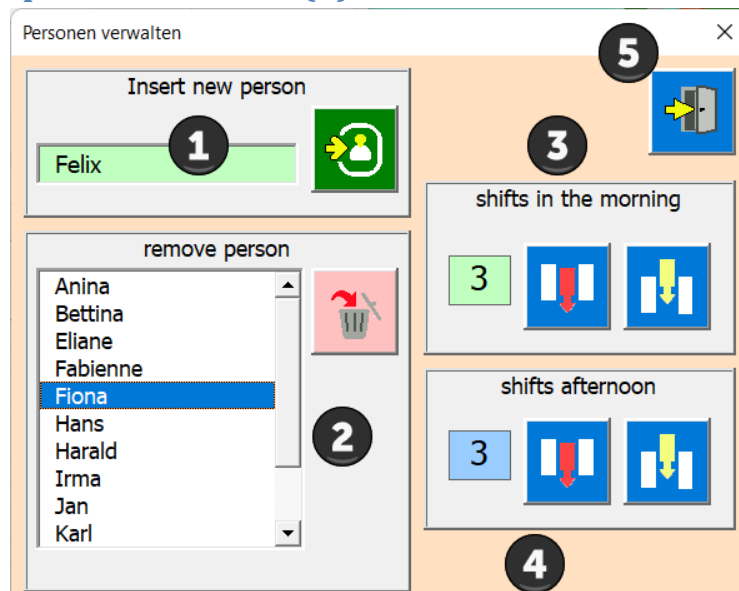 Personen verwalten
5
Insert new person
1
Felix
3
shifts in the morning
3
remove person
Anina
Bettina
Eliane
Fabienne
Fiona
Hans
Harald
Irma
Jan
Karl
2
shifts afternoon
3
4